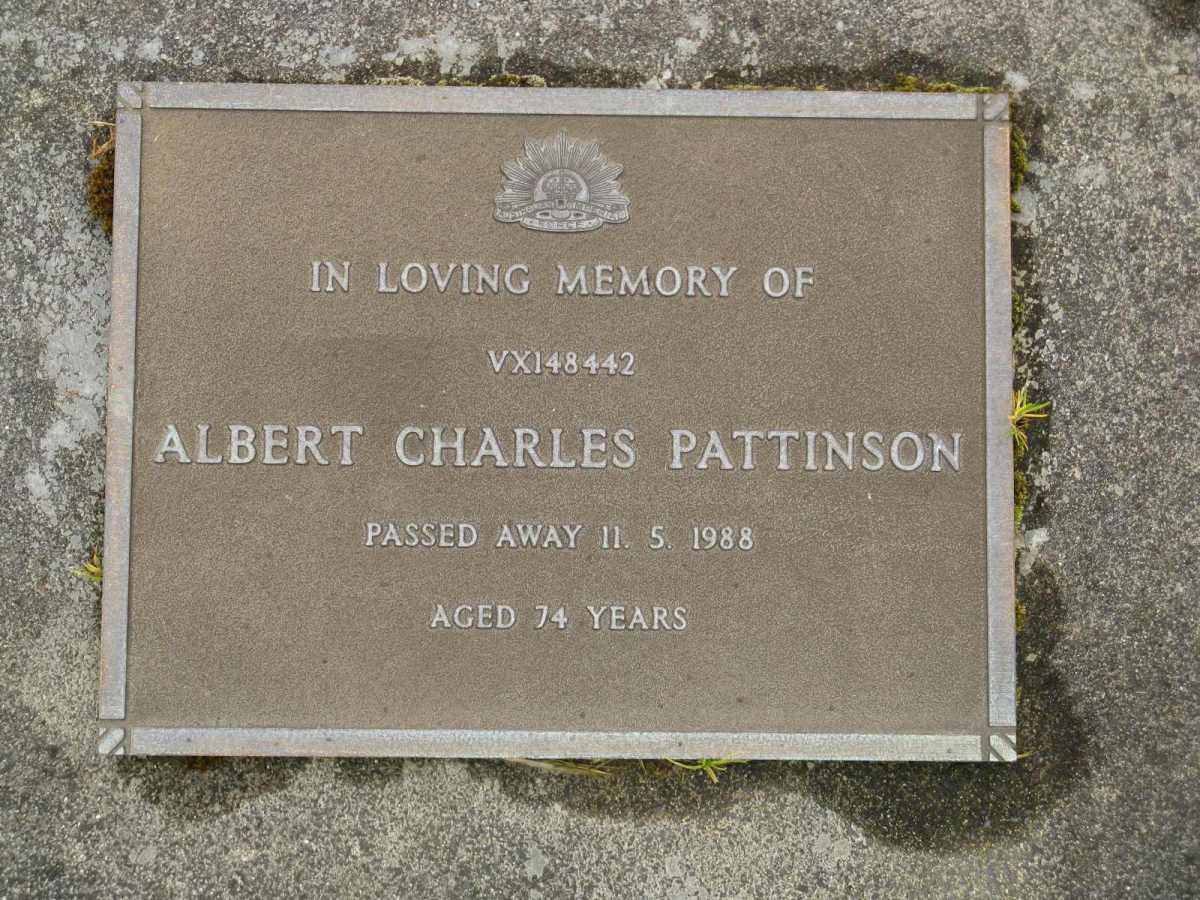 IN LOVING MEMORY OF
VX148442
ALBERT CHARLES PATTINSON
PASSED AWAY 11. 5. 1988
AGED 74 YEARS